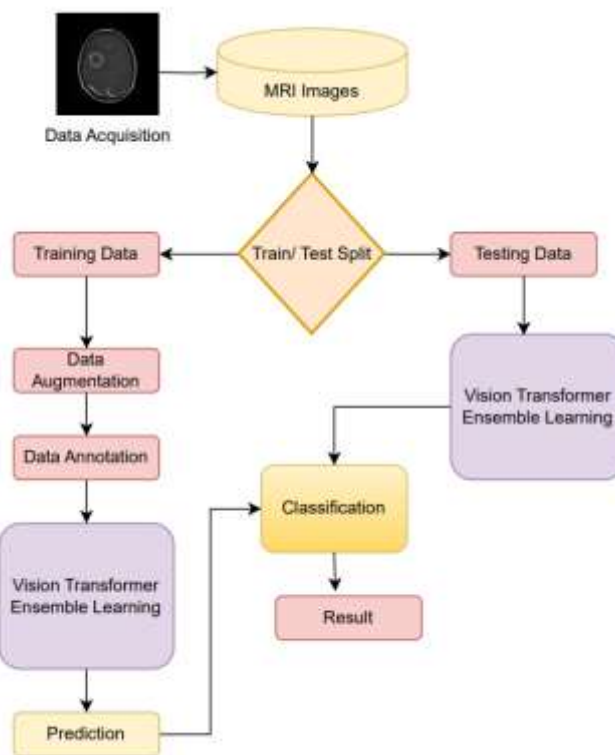 MRI Images
Data Acquisition
Train/ Test Split
Training Data
Testing Data
Data
Augmentation
Vision Transformer
Ensemble Learning
Data Annotation
Classification
Vision Transformer
Ensemble Learning
Result
Prediction